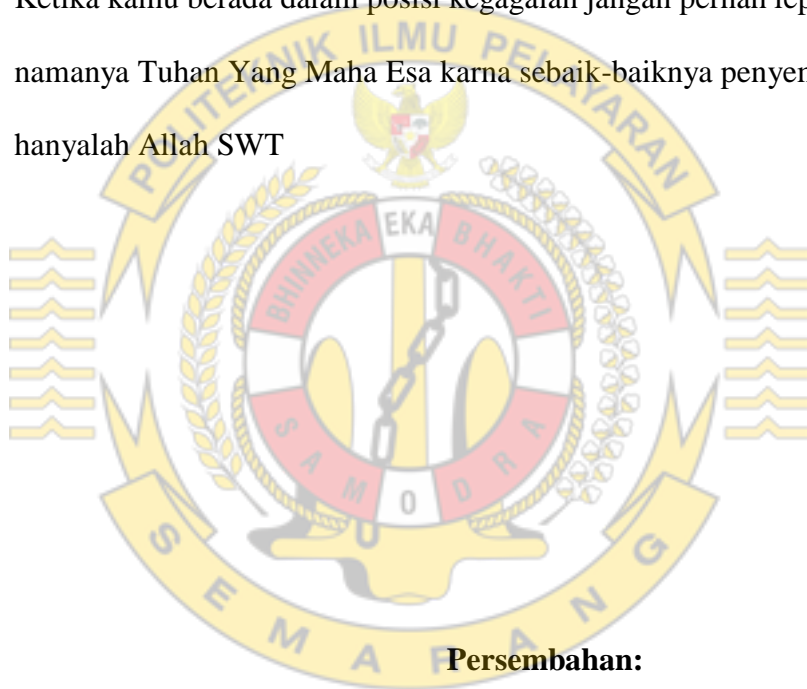 Ketika kamu berada dalam posisi kegagalan jangan pernah
namanya Tuhan Yang Maha Esa karna sebaik-baiknya
hanyalah Allah SWT
POLITEKNIK ILMU PELAYARAN
BHINNEKA EKA BHAKTI
SAMODRA
SEMARANG
Persembahan: